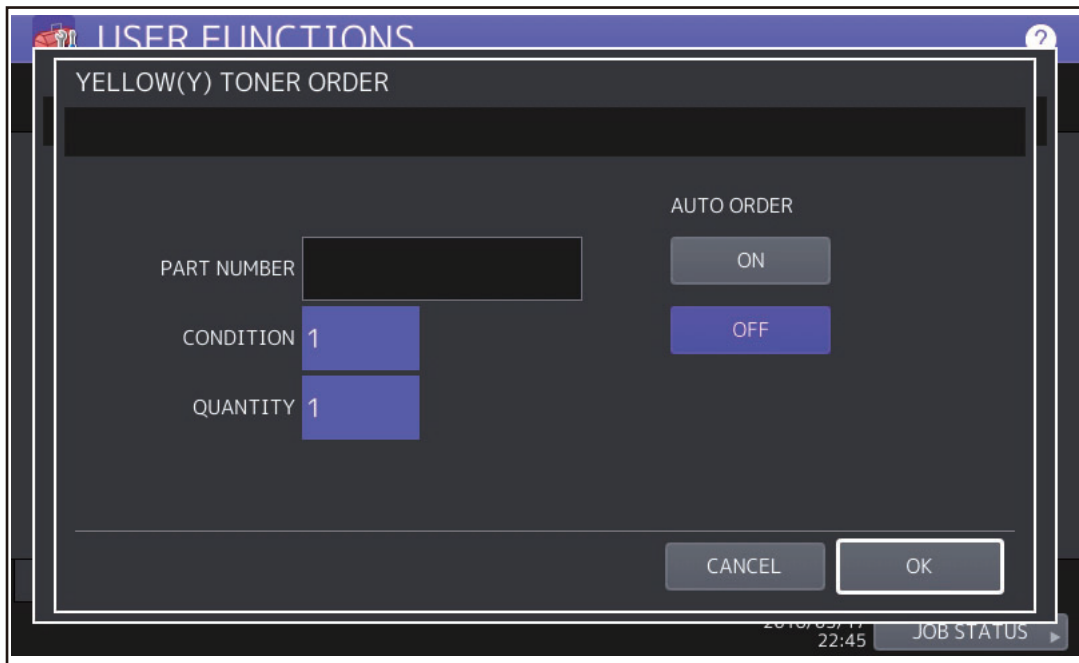 USER FUNCTIONS
?
YELLOW(Y) TONER ORDER
AUTO ORDER
PART NUMBER
ON
CONDITION 1
OFF
QUANTITY 1
CANCEL
OK
22:45
JOB STATUS